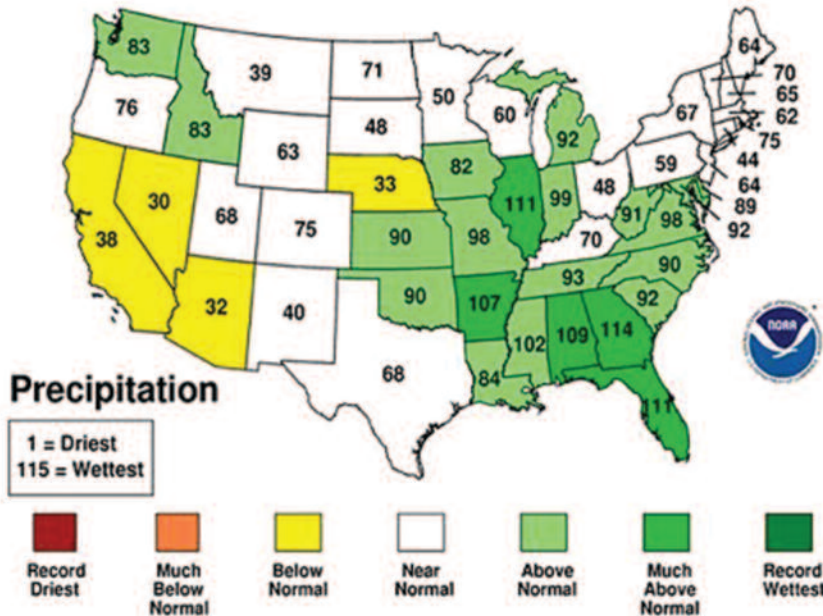 83
39
71
50
64
76
83
48
60
92
67
70
65
62
75
44
64
89
92
63
33
82
111
99
48
59
38
30
68
75
90
98
70
91
98
32
40
90
107
93
90
92
68
84
102
109
114
111
NOAA
Precipitation
1 = Driest
115 = Wettest
Record
Driest
Much
Below
Normal
Below
Normal
Near
Normal
Above
Normal
Much
Above
Normal
Record
Wettest